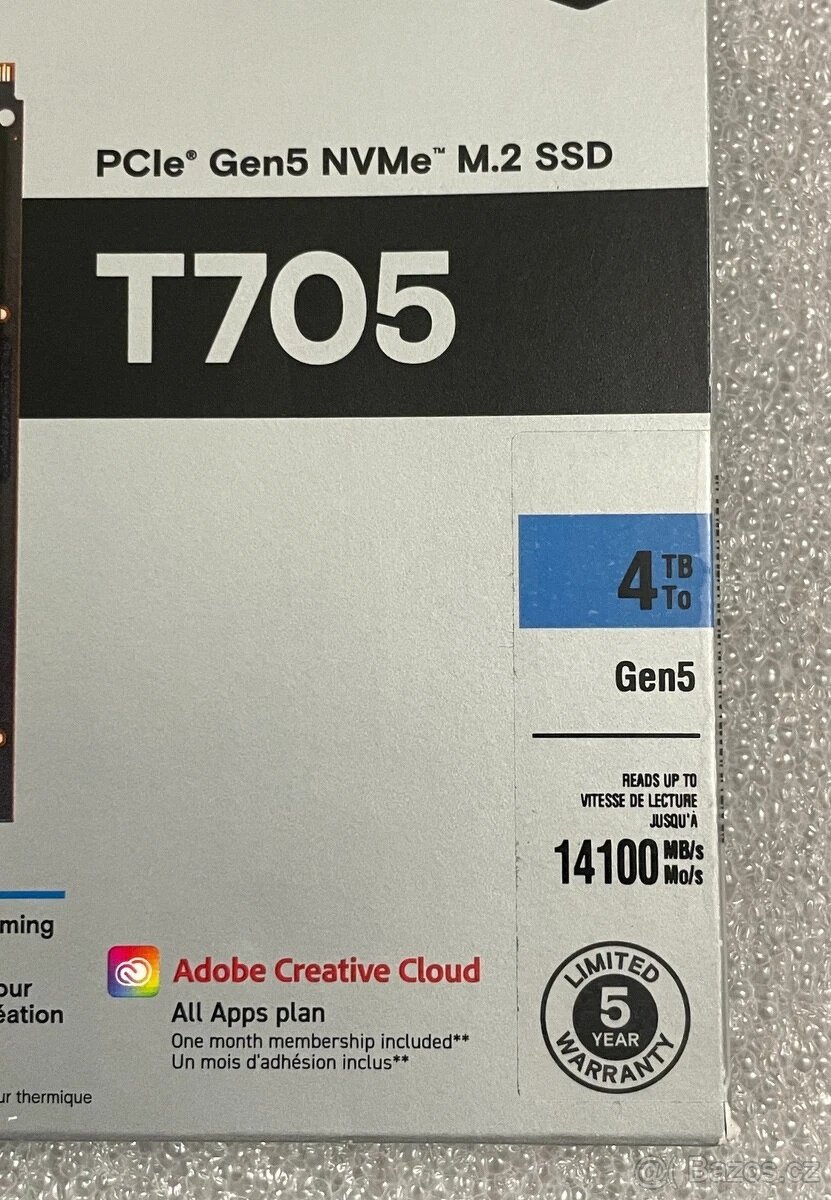 PCIe® Gen5 NVMe™ M.2 SSD
T705
4 TB
To
Gen5
READS UP TO
VITESSE DE LECTURE
JUSQU'À
14100 MB/s
Mo/s
ming
our
éation
ur thermique
Adobe Creative Cloud
All Apps plan
One month membership included**
Un mois d'adhésion inclus**
LIMITED
5
YEAR
WARRANTY
Bazos.cz